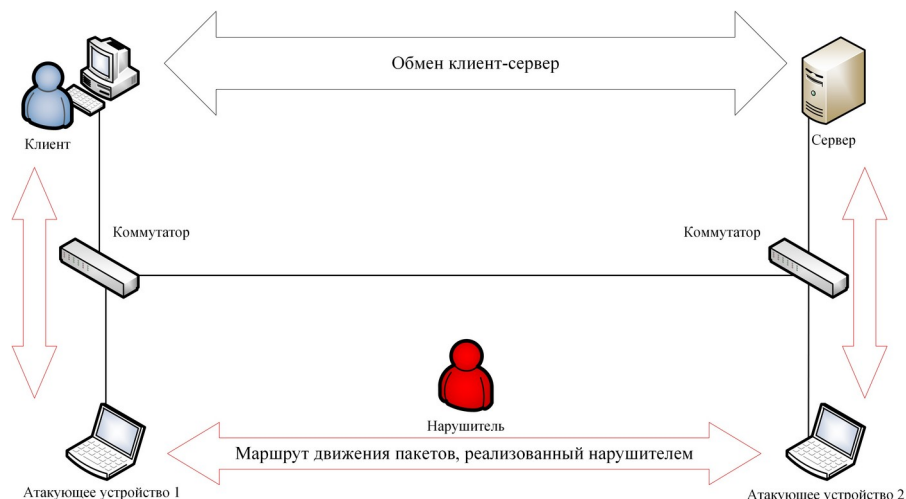 Обмен клиент-сервер
Клиент
Сервер
Коммутатор
Коммутатор
Нарушитель
Маршрут движения пакетов, реализованный нарушителем
Атакующее устройство 1
Атакующее устройство 2